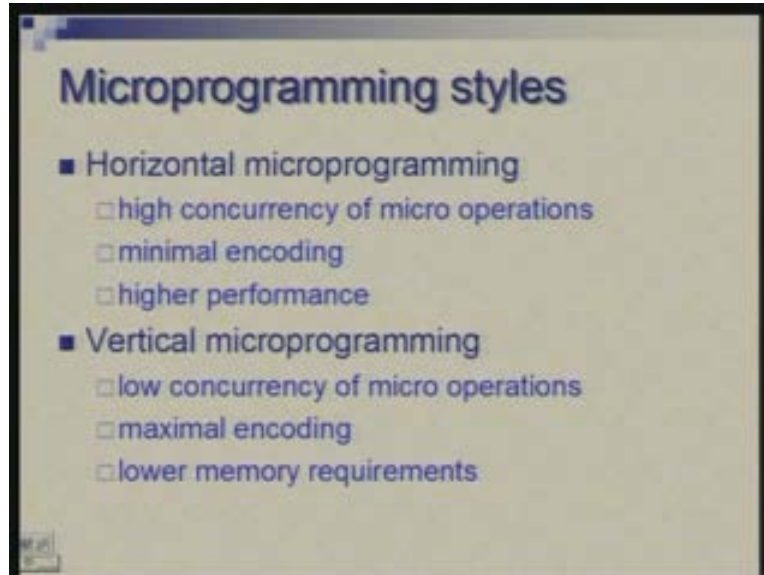 Microprogramming styles
Horizontal microprogramming
high concurrency of micro operations
minimal encoding
higher performance
Vertical microprogramming
low concurrency of micro operations
maximal encoding
lower memory requirements